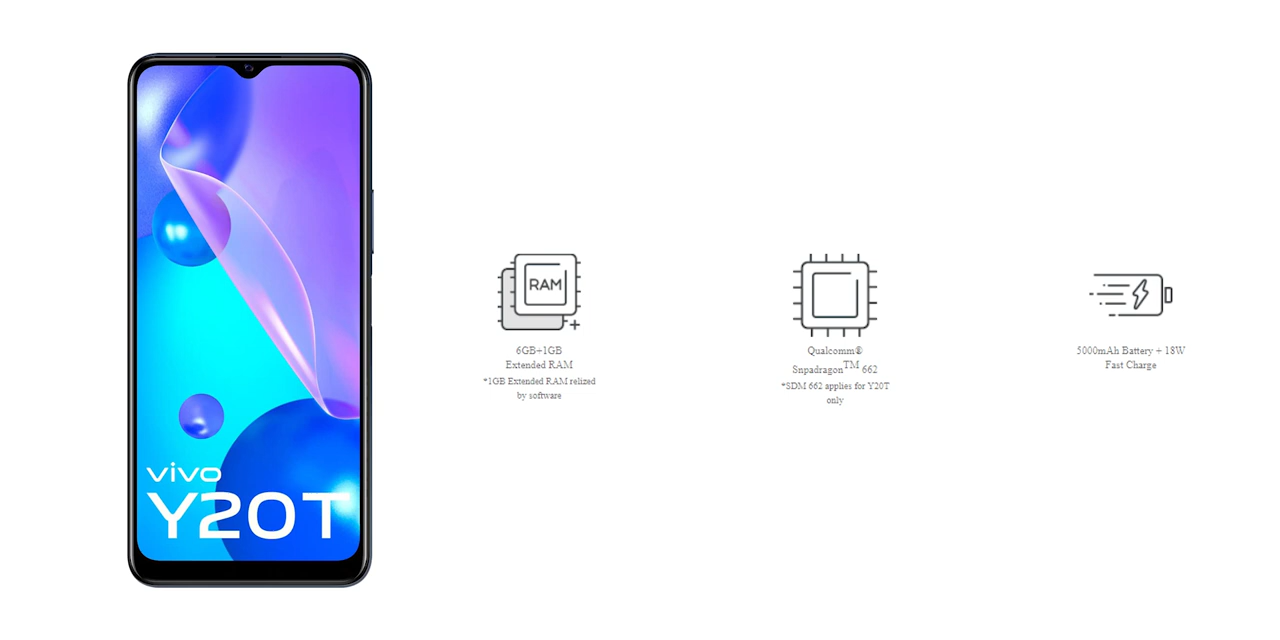 vivo
Y20T
RAM
6GB+1GB
Extended RAM
*1GB Extended RAM relized
by software
Qualcomm®
Snpadragon™ 662
*SDM 662 applies for Y20T
only
5000mAh Battery + 18W
Fast Charge